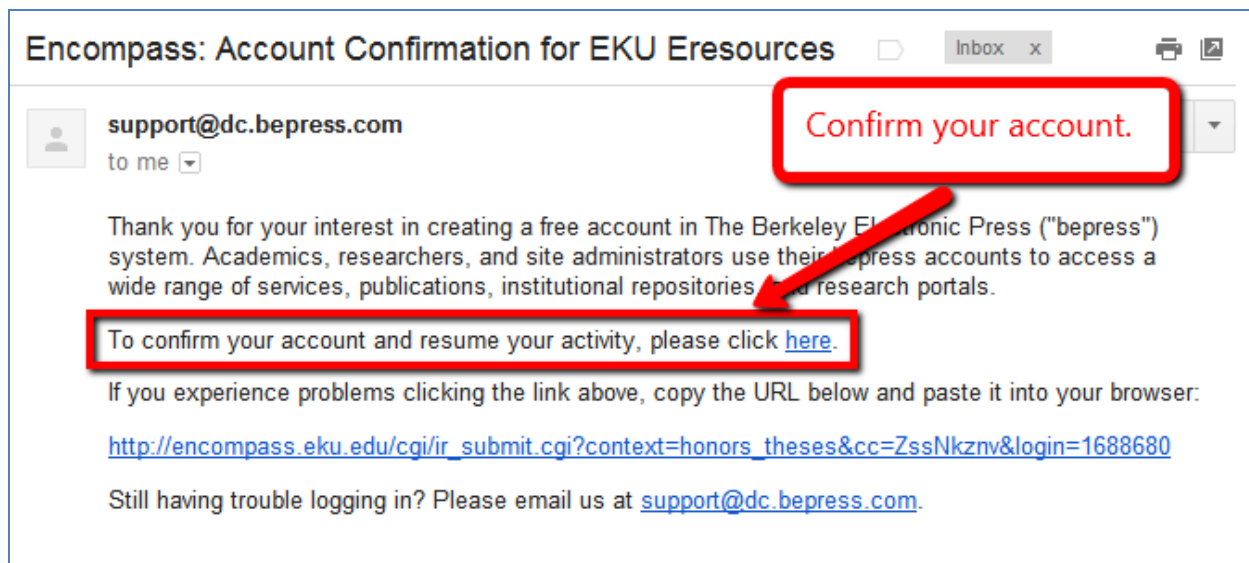 Encompass: Account Confirmation for EKU Eresources
Inbox x
support@dc.bepress.com
to me
Confirm your account.
Thank you for your interest in creating a free account in The Berkeley Electronic Press ("bepress")
system. Academics, researchers, and site administrators use their bepress accounts to access a
wide range of services, publications, institutional repositories, and research portals.
To confirm your account and resume your activity, please click here.
If you experience problems clicking the link above, copy the URL below and paste it into your browser:
http://encompass.eku.edu/cgi/ir_submit.cgi?context=honors_theses&cc=ZssNkznv&login=1688680
Still having trouble logging in? Please email us at support@dc.bepress.com.